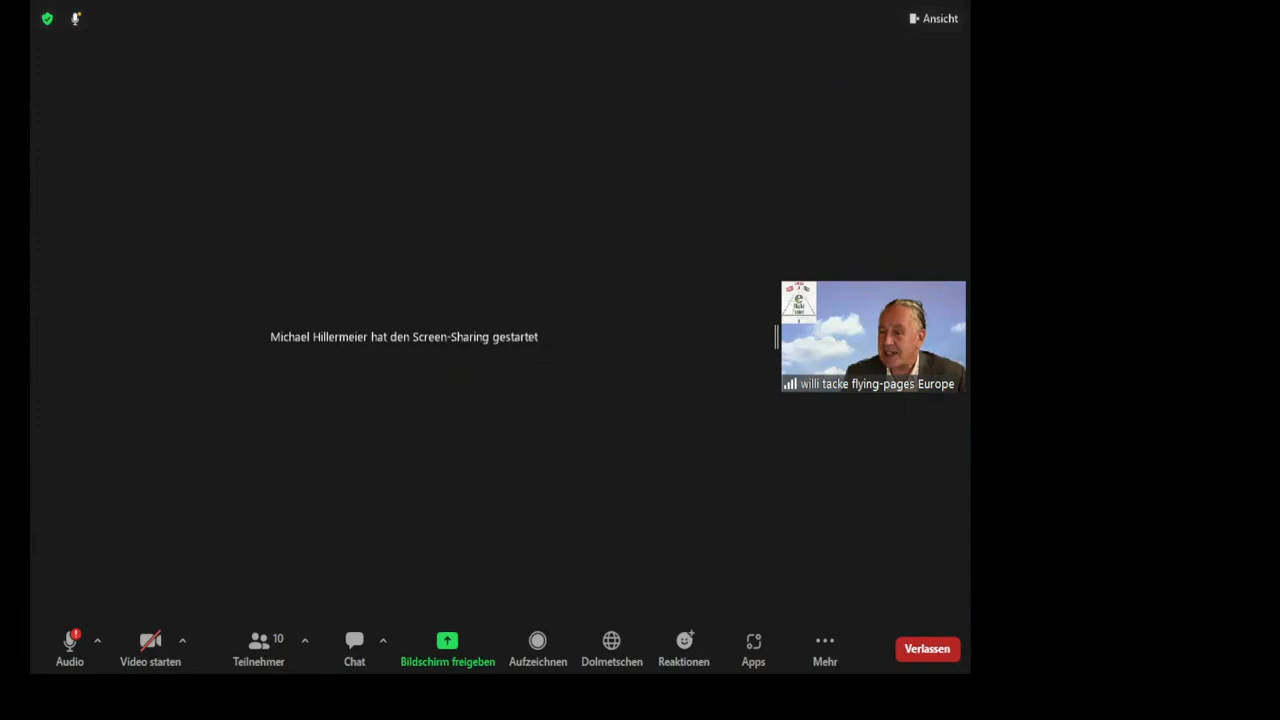 Ansicht
Michael Hillermeier hat den Screen-Sharing gestartet
willi tacke flying-pages Europe
Audio
Video starten
10
Teilnehmer
Chat
Bildschirm freigeben
Aufzeichnen
Dolmetschen
Reaktionen
Apps
Mehr
Verlassen